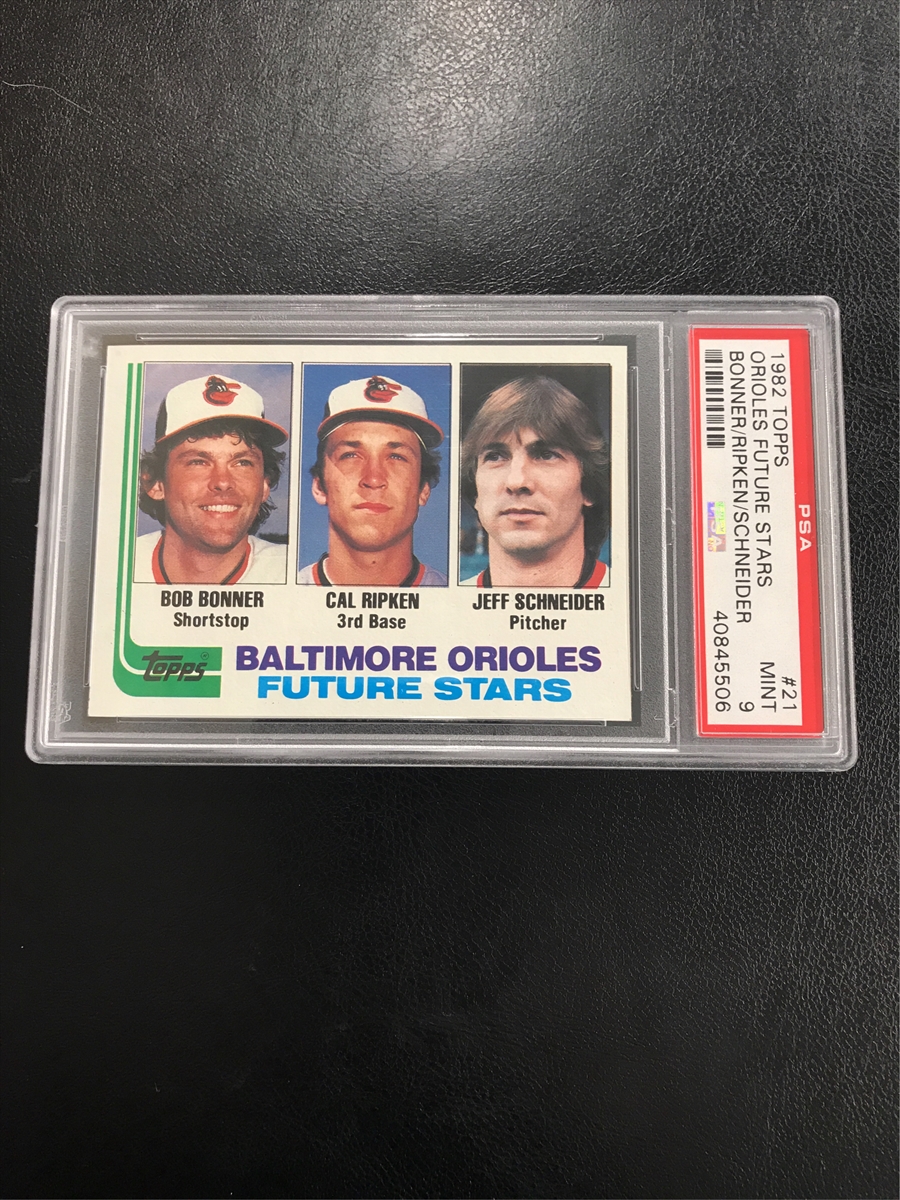 BOB BONNER
Shortstop
CAL RIPKEN
3rd Base
JEFF SCHNEIDER
Pitcher
topps
BALTIMORE ORIOLES
FUTURE STARS
PSA
1982 TOPPS #21
ORIOLES FUTURE STARS MINT
BONNER/RIPKEN/SCHNEIDER 9
40845506